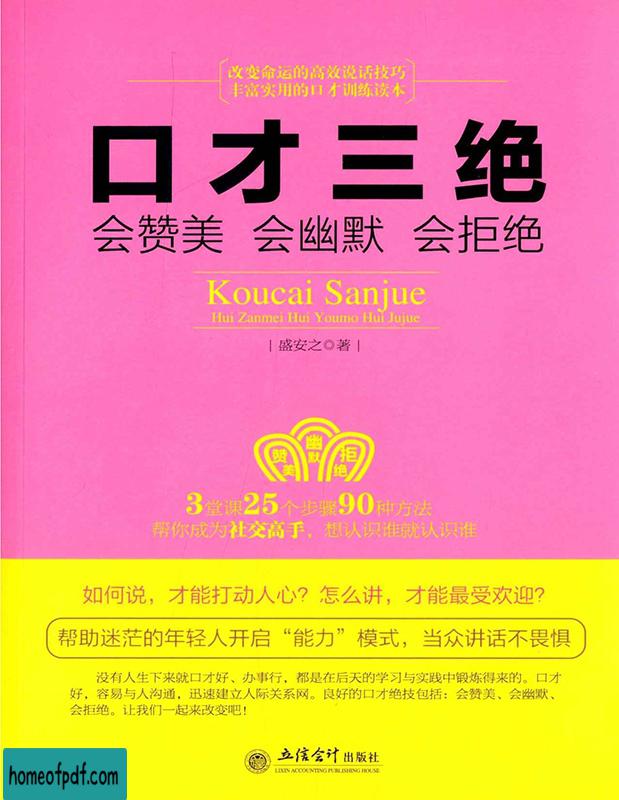 改变命运的高效说话技巧
丰富实用的口才训练读本
口才三绝
会赞美 会幽默 会拒绝
Koucai Sanjue
Hui Zanmei Hui Youmo Hui Jujue
|盛安之◎著|
赞美 幽默 拒绝
3堂课25个步骤90种方法
帮你成为社交高手，想认识谁就认识谁
如何说，才能打动人心？怎么讲，才能最受欢迎？
帮助迷茫的年轻人开启“能力”模式，当众讲话不畏惧
没有人生下来就口才好、办事行，都是在后天的学习与实践中锻炼得来的。口才
好，容易与人沟通，迅速建立人际关系网。良好的口才绝技包括：会赞美、会幽默、
会拒绝。让我们一起来改变吧！
立信会计出版社
LIXIN ACCOUNTING PUBLISHING HOUSE
homeofpdf.com